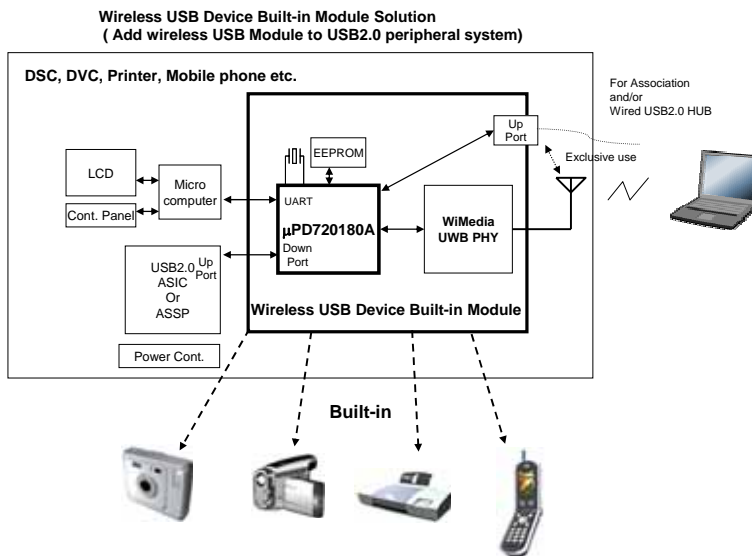 Wireless USB Device Built-in Module Solution
( Add wireless USB Module to USB2.0 peripheral system)
DSC, DVC, Printer, Mobile phone etc.
For Association
and/or
Wired USB2.0 HUB
Up
Port
Exclusive use
EEPROM
LCD
Micro
computer
Cont. Panel
UART
µPD720180A
Down
Port
WiMedia
UWB PHY
USB2.0
Up
Port
ASIC
Or
ASSP
Wireless USB Device Built-in Module
Power Cont.
Built-in